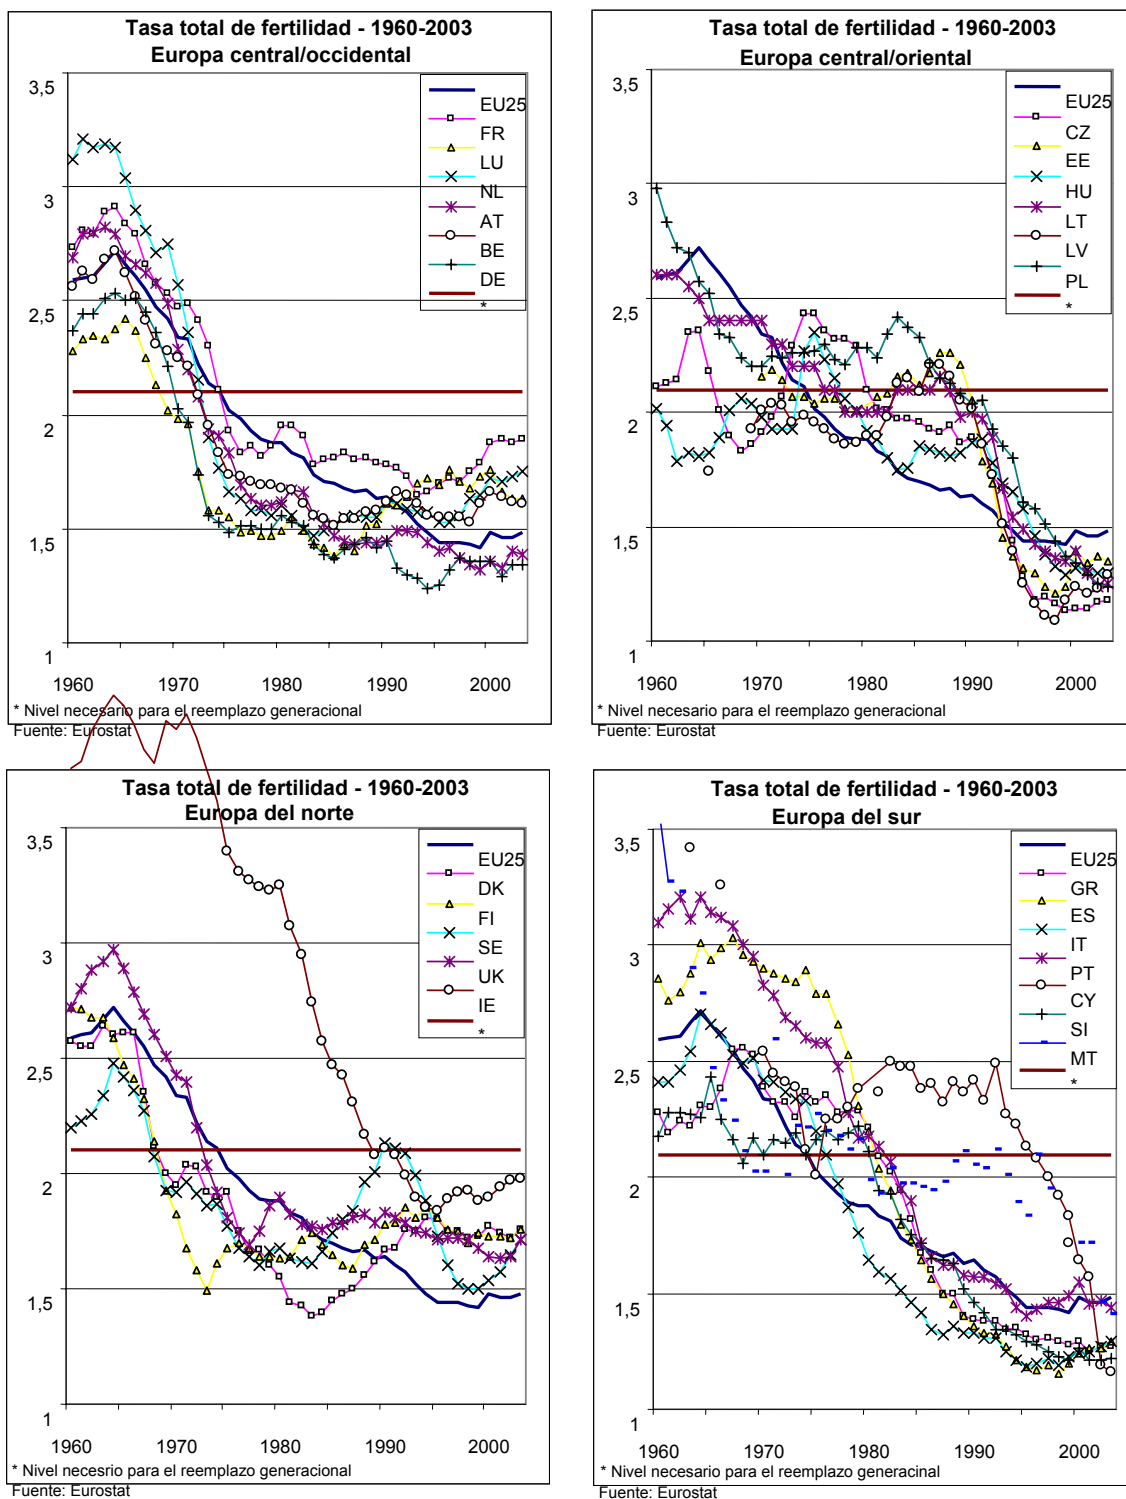 Tasa total de fertilidad - 1960-2003
Europa central/occidental
3,5
3
2,5
2
1,5
1
1960
1970
1980
1990
2000
EU25
FR
LU
NL
AT
BE
DE
*
* Nivel necesario para el reemplazo generacional
Fuente: Eurostat
Tasa total de fertilidad - 1960-2003
Europa central/oriental
3,5
3
2,5
2
1,5
1
1960
1970
1980
1990
2000
EU25
CZ
EE
HU
LT
LV
PL
*
* Nivel necesario para el reemplazo generacional
Fuente: Eurostat
Tasa total de fertilidad - 1960-2003
Europa del norte
3,5
3
2,5
2
1,5
1
1960
1970
1980
1990
2000
EU25
DK
FI
SE
UK
IE
*
* Nivel necesrio para el reemplazo generacional
Fuente: Eurostat
Tasa total de fertilidad - 1960-2003
Europa del sur
3,5
3
2,5
2
1,5
1
1960
1970
1980
1990
2000
EU25
GR
ES
IT
PT
CY
SI
MT
*
* Nivel necesario para el reemplazo generacinal
Fuente: Eurostat